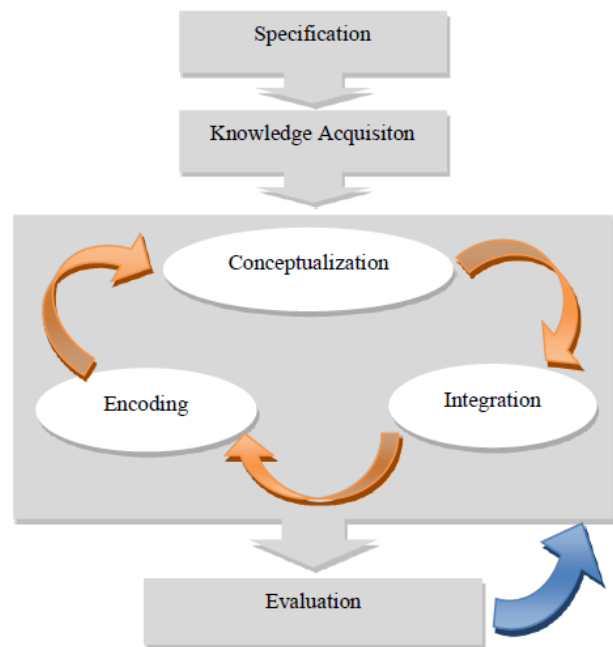 Specification
Knowledge Acquisiton
Conceptualization
Encoding
Integration
Evaluation